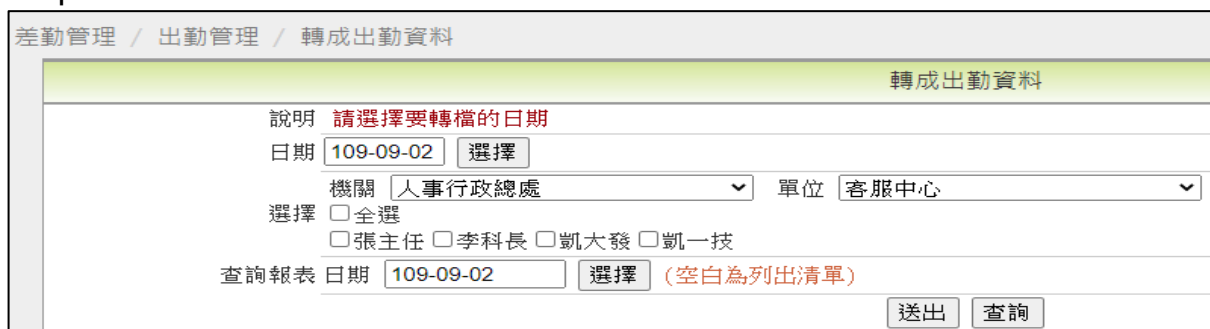 差勤管理 / 出勤管理 / 轉成出勤資料
轉成出勤資料
說明 請選擇要轉檔的日期
日期 109-09-02 選擇
機關 人事行政總處 單位 客服中心
選擇 全選
張主任 李科長 凱大發 凱一技
查詢報表 日期 109-09-02 選擇 (空白為列出清單)
送出 查詢